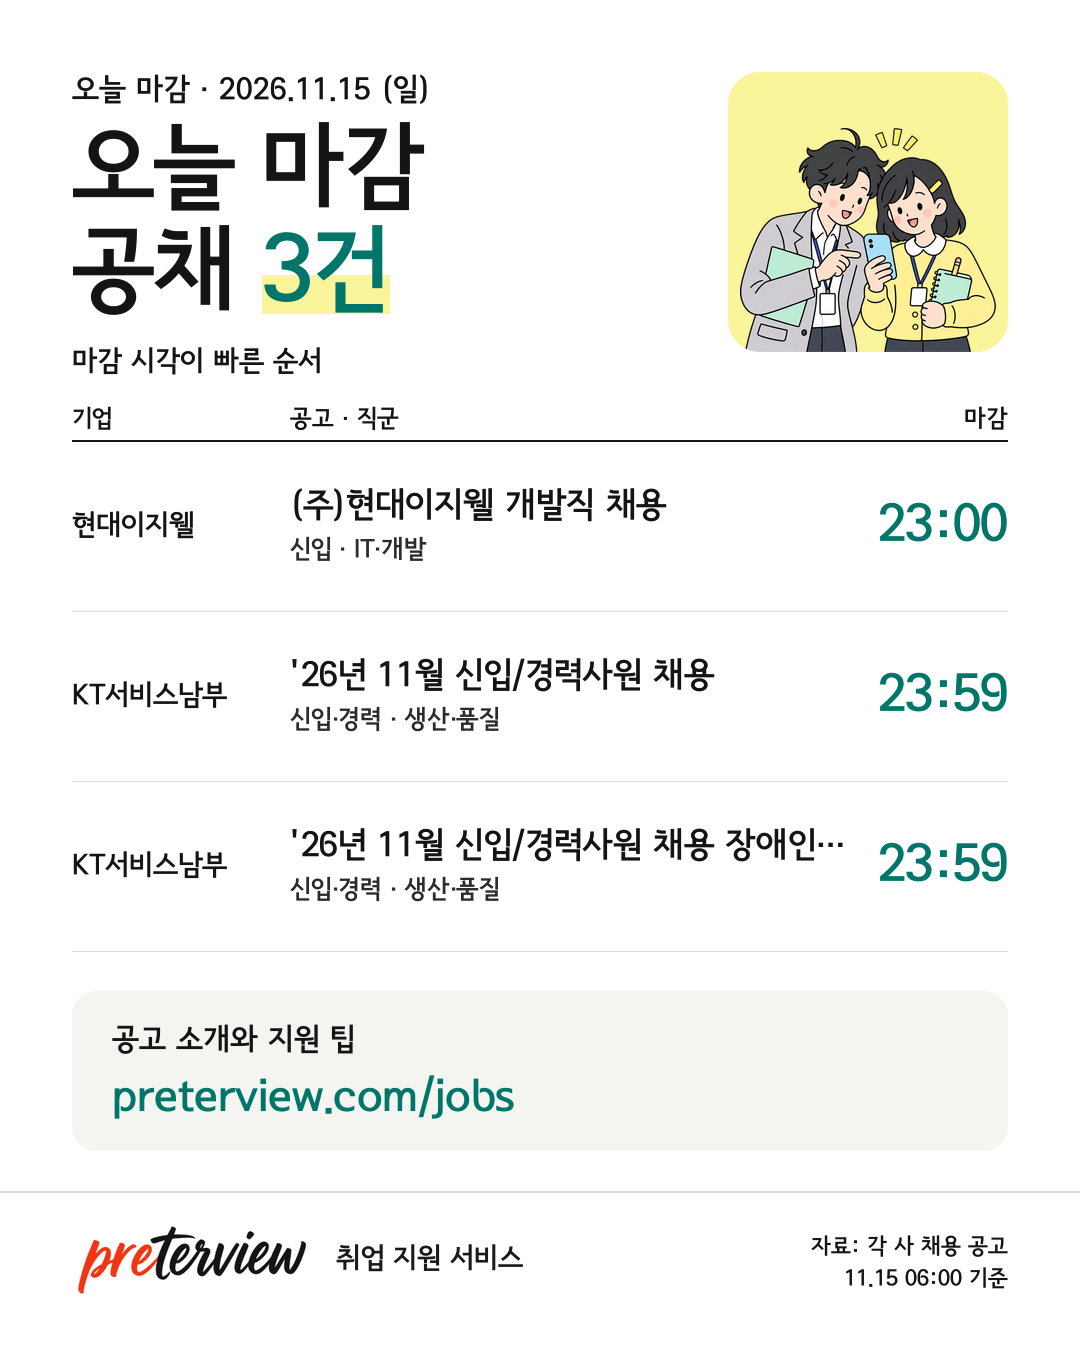 오늘 마감 · 2026.11.15 (일)
오늘 마감
공채 3건
마감 시각이 빠른 순서
기업 공고 · 직군 마감
현대이지웰 (주)현대이지웰 개발직 채용 23:00
신입 · IT·개발
KT서비스남부 '26년 11월 신입/경력사원 채용 23:59
신입·경력 · 생산·품질
KT서비스남부 '26년 11월 신입/경력사원 채용 장애인… 23:59
신입·경력 · 생산·품질
공고 소개와 지원 팁
preterview.com/jobs
preterview 취업 지원 서비스
자료: 각 사 채용 공고
11.15 06:00 기준